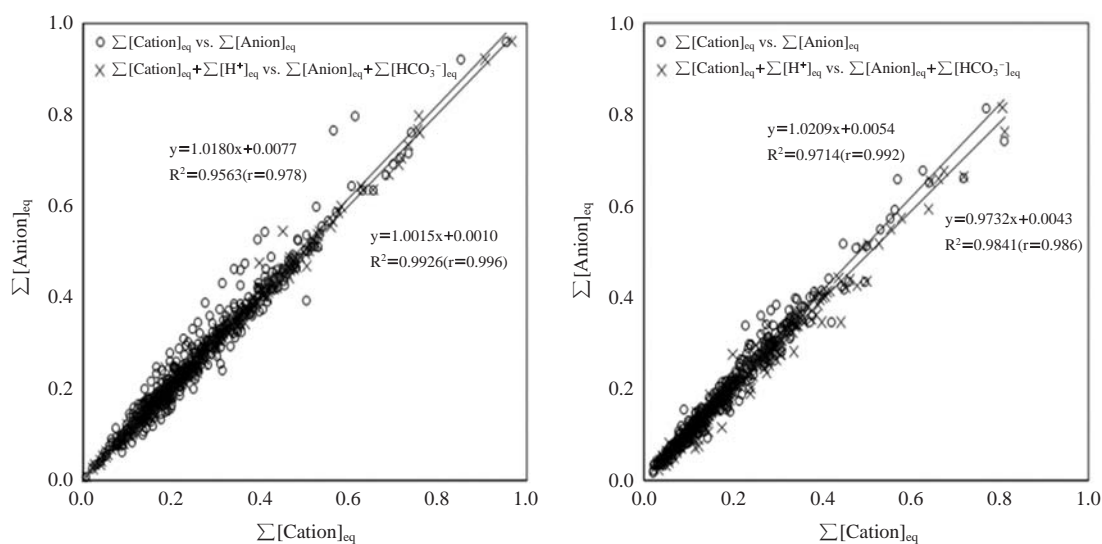 1.0
○ ∑[Cation]eq vs. ∑[Anion]eq
× ∑[Cation]eq+∑[H⁺]eq vs. ∑[Anion]eq+∑[HCO₃⁻]eq
0.8
y=1.0180x+0.0077
R²=0.9563(r=0.978)
0.6
y=1.0015x+0.0010
R²=0.9926(r=0.996)
0.4
0.2
0.0
∑[Anion]eq
0.0 0.2 0.4 0.6 0.8 1.0
∑[Cation]eq
1.0
○ ∑[Cation]eq vs. ∑[Anion]eq
× ∑[Cation]eq+∑[H⁺]eq vs. ∑[Anion]eq+∑[HCO₃⁻]eq
0.8
y=1.0209x+0.0054
R²=0.9714(r=0.992)
0.6
y=0.9732x+0.0043
R²=0.9841(r=0.986)
0.4
0.2
0.0
∑[Anion]eq
0.0 0.2 0.4 0.6 0.8 1.0
∑[Cation]eq